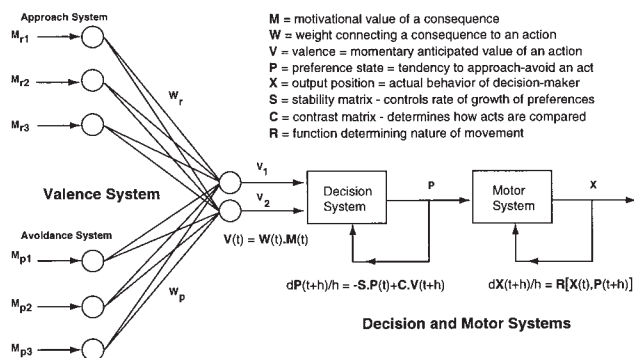 Approach System
M = motivational value of a consequence
W = weight connecting a consequence to an action
V = valence = momentary anticipated value of an action
P = preference state = tendency to approach-avoid an act
X = output position = actual behavior of decision-maker
S = stability matrix - controls rate of growth of preferences
C = contrast matrix - determines how acts are compared
R = function determining nature of movement
Mr1
Mr2
Mr3
Wr
Valence System
V1
V2
Decision
System
P
Motor
System
X
Avoidance System
V(t) = W(t).M(t)
Mp1
Mp2
Mp3
Wp
dP(t+h)/h = -S.P(t)+C.V(t+h)
dX(t+h)/h = R[X(t),P(t+h)]
Decision and Motor Systems